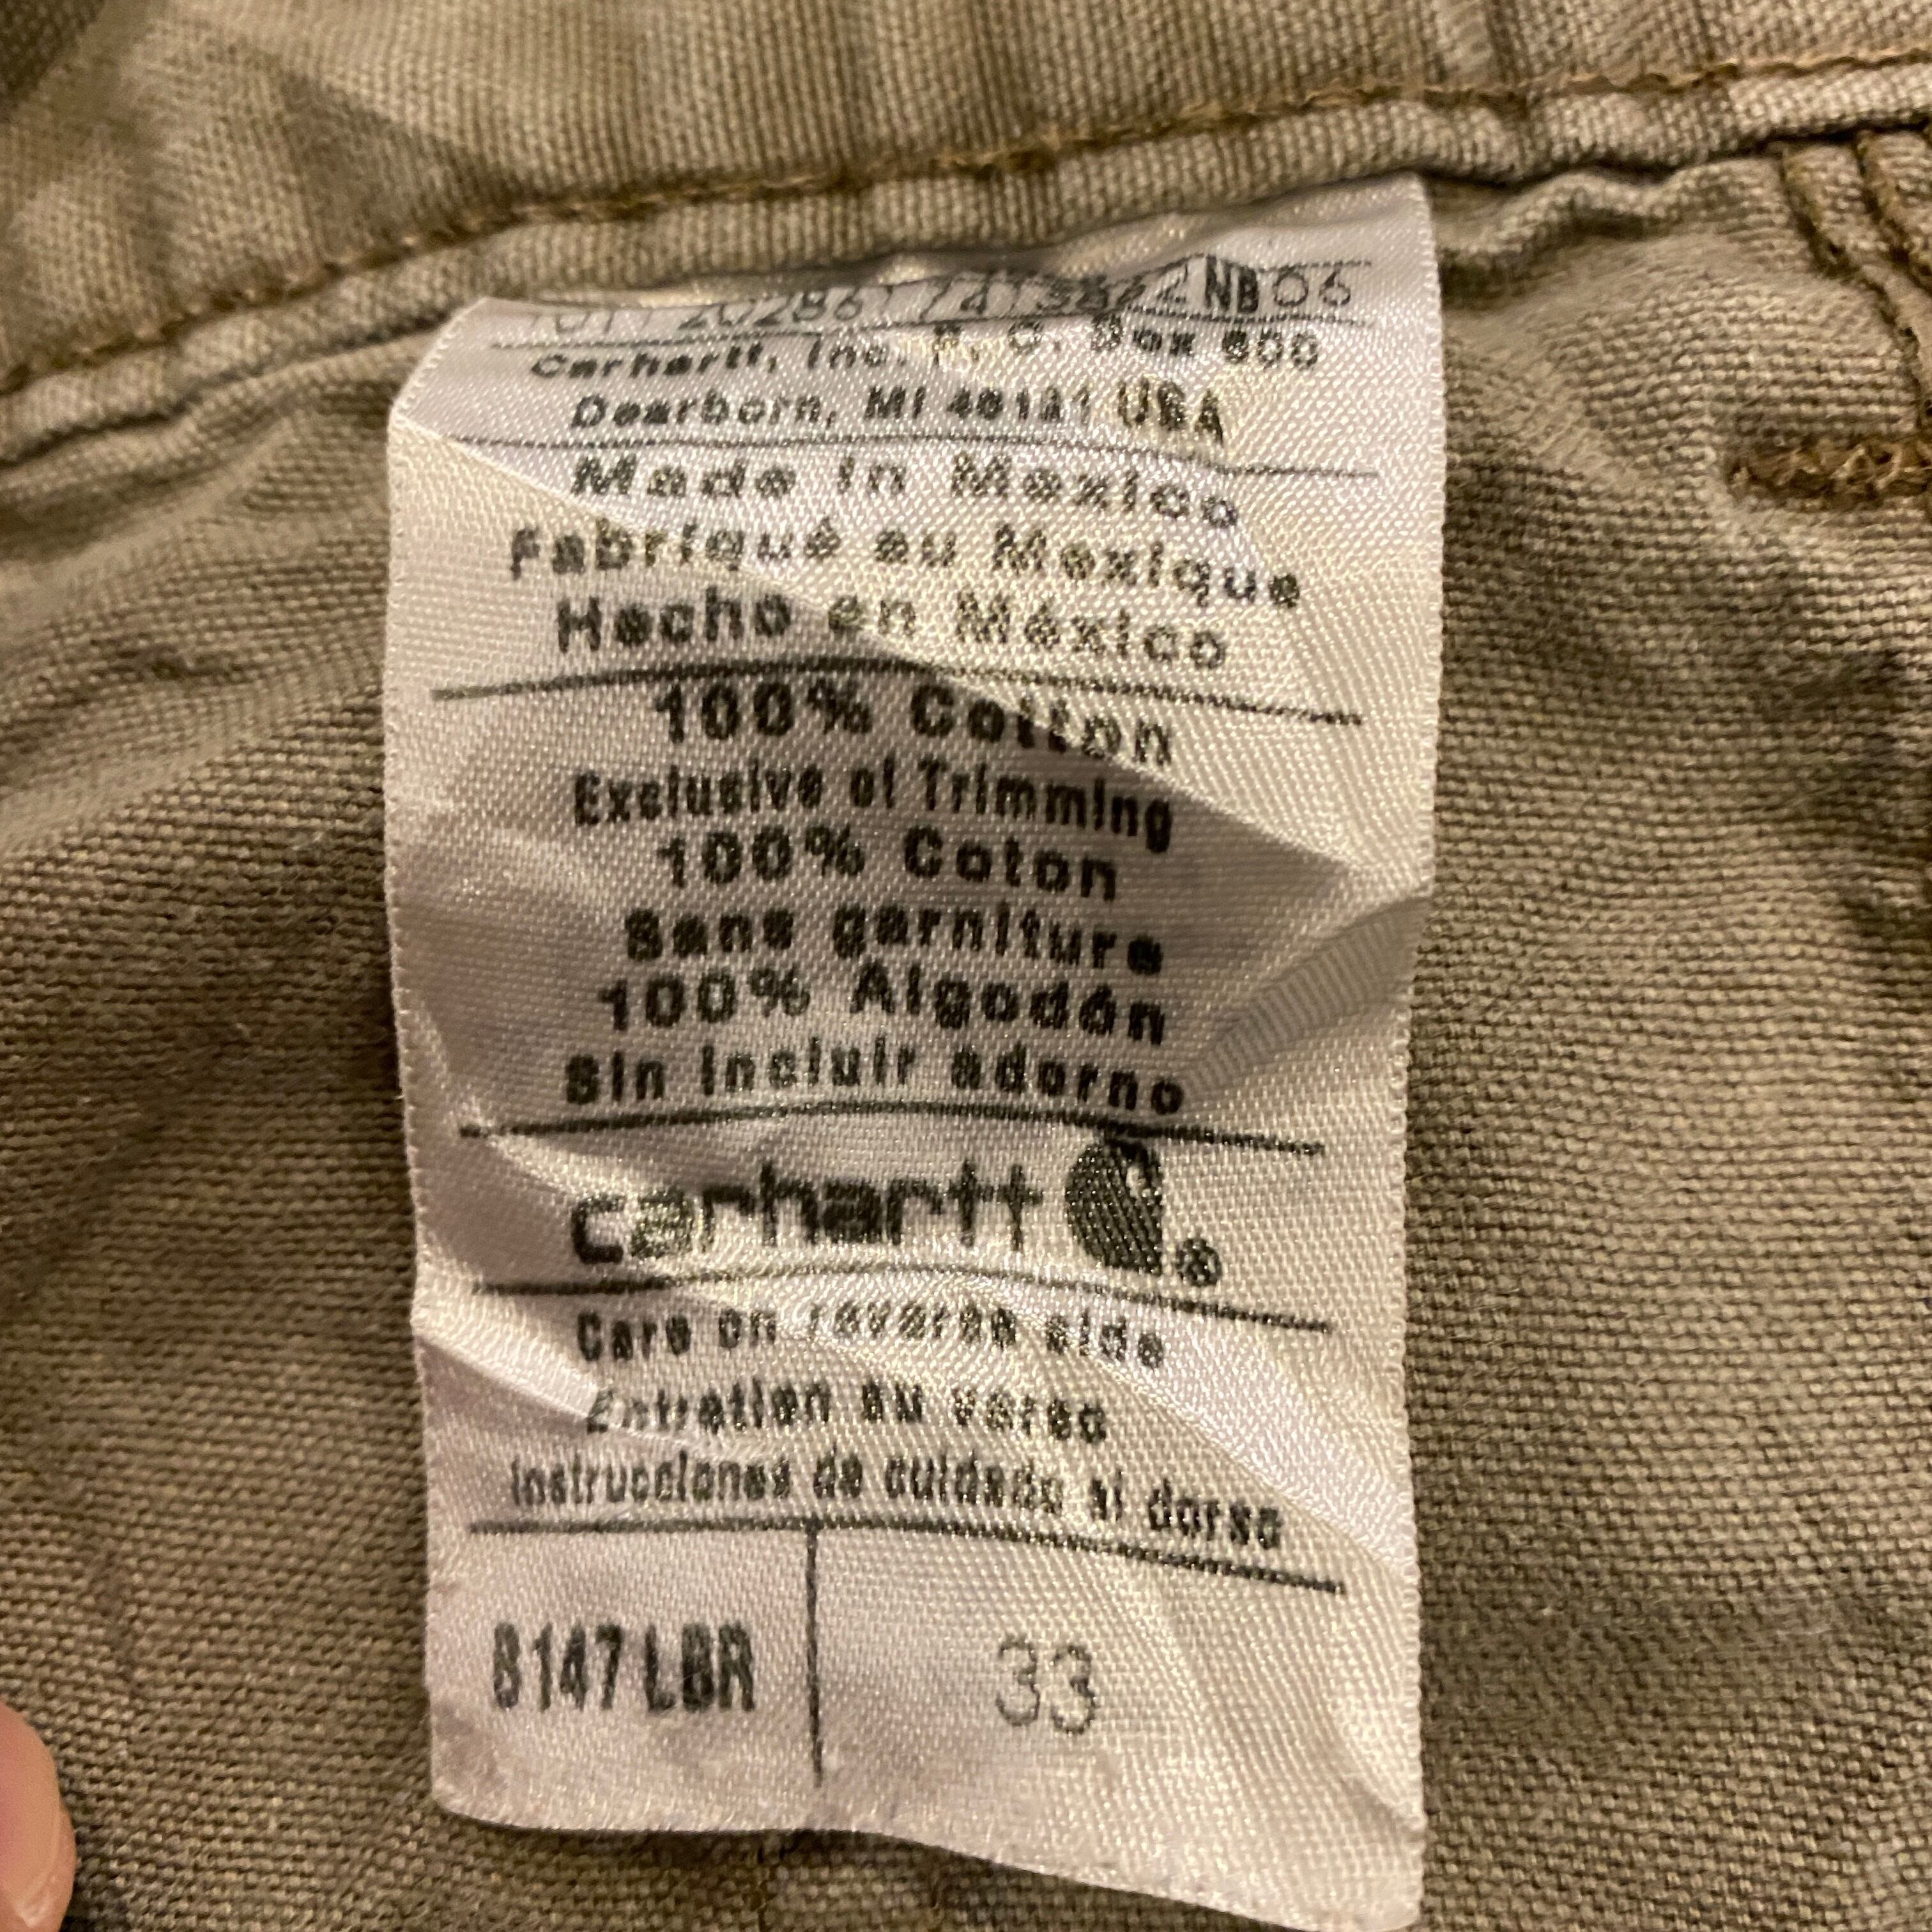 NB 06
Carhartt, Inc. P. O. Box 600
Dearborn, MI 48121 USA
Made in Mexico
Fabriqué au Mexique
Hecho en México
100% Cotton
Exclusive of Trimming
100% Coton
Sans garniture
100% Algodón
Sin incluir adorno
carhartt ®
Care on reverse side
Entretien au verso
Instrucciones de cuidado al dorso
B147 LBR
33